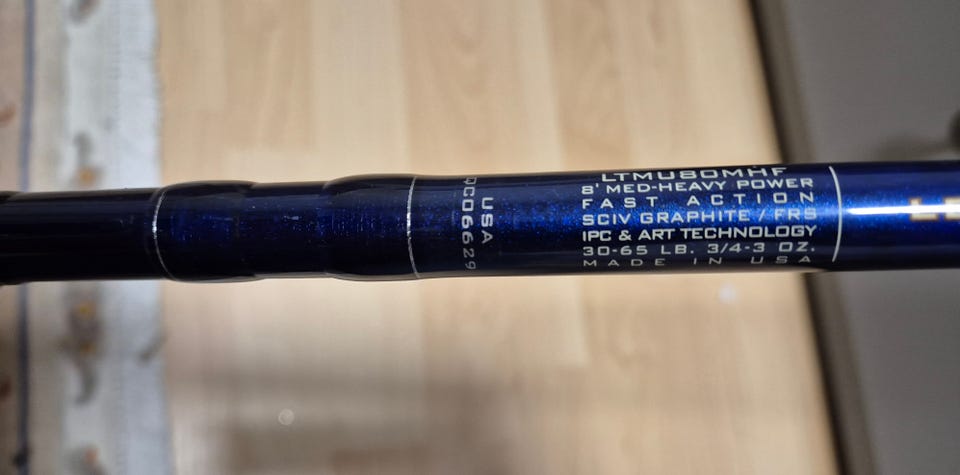 USA
LTMU80MHF
8' MED-HEAVY POWER
FAST ACTION
SCIV GRAPHITE / FRS
IPC & ART TECHNOLOGY
30-65 LB. 3/4-3 OZ.
MADE IN USA